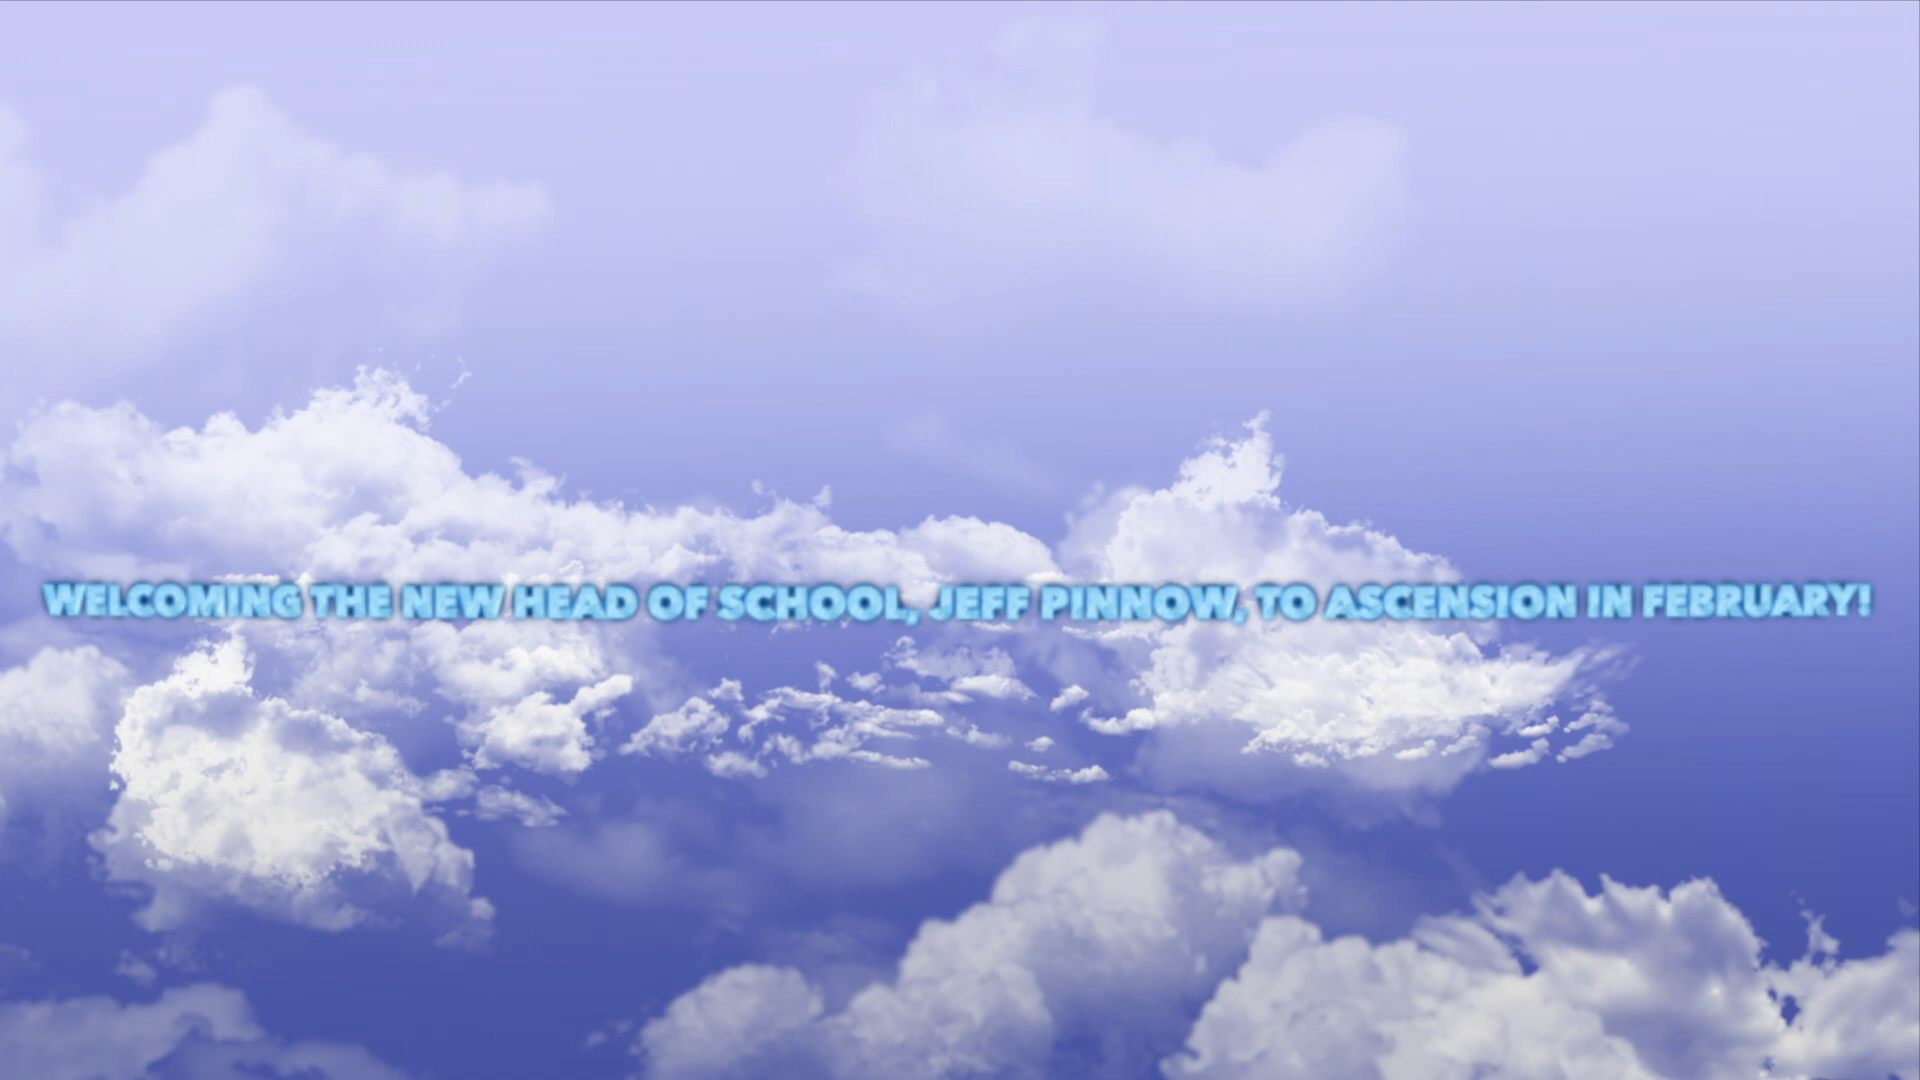 WELCOMING THE NEW HEAD OF SCHOOL, JEFF PINNOW, TO ASCENSION IN FEBRUARY!